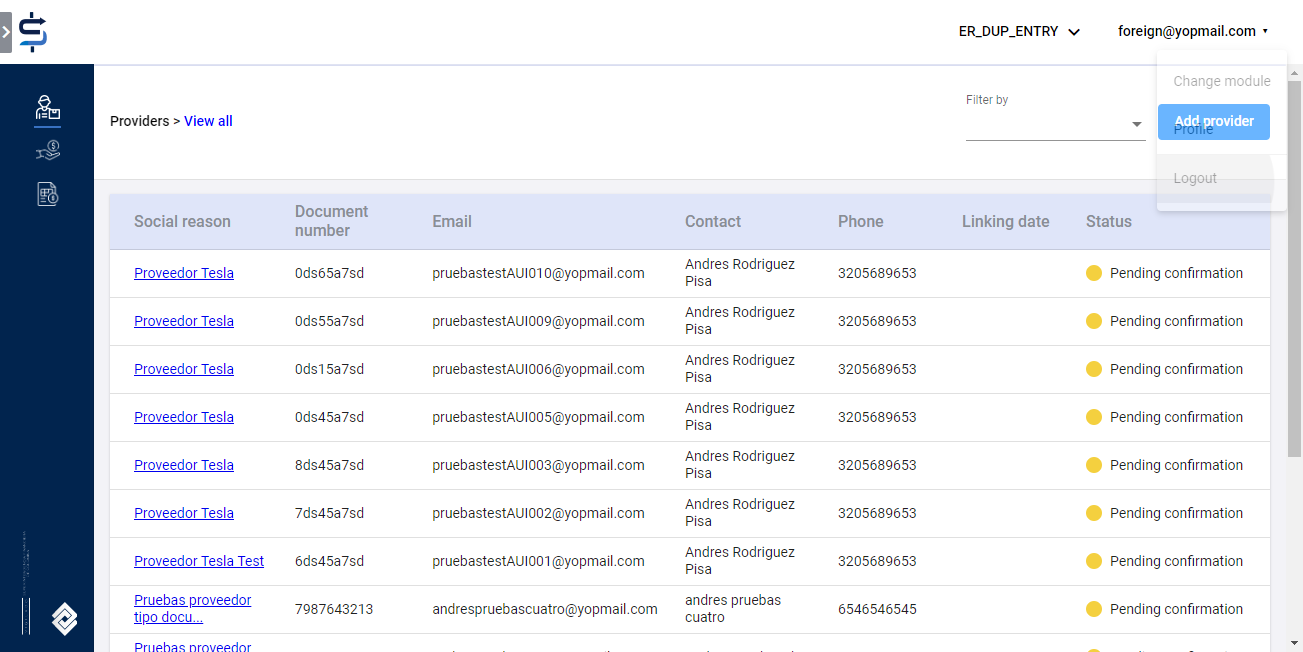 ER_DUP_ENTRY
foreign@yopmail.com
Change module
Providers > View all
Filter by
Add provider
Profile
Logout
Social reason Document number Email Contact Phone Linking date Status
Proveedor Tesla 0ds65a7sd pruebastestAUI010@yopmail.com Andres Rodriguez Pisa 3205689653 Pending confirmation
Proveedor Tesla 0ds55a7sd pruebastestAUI009@yopmail.com Andres Rodriguez Pisa 3205689653 Pending confirmation
Proveedor Tesla 0ds15a7sd pruebastestAUI006@yopmail.com Andres Rodriguez Pisa 3205689653 Pending confirmation
Proveedor Tesla 0ds45a7sd pruebastestAUI005@yopmail.com Andres Rodriguez Pisa 3205689653 Pending confirmation
Proveedor Tesla 8ds45a7sd pruebastestAUI003@yopmail.com Andres Rodriguez Pisa 3205689653 Pending confirmation
Proveedor Tesla 7ds45a7sd pruebastestAUI002@yopmail.com Andres Rodriguez Pisa 3205689653 Pending confirmation
Proveedor Tesla Test 6ds45a7sd pruebastestAUI001@yopmail.com Andres Rodriguez Pisa 3205689653 Pending confirmation
Pruebas proveedor tipo docu... 7987643213 andrespruebascuatro@yopmail.com andres pruebas cuatro 6546546545 Pending confirmation
Pruebas proveedor